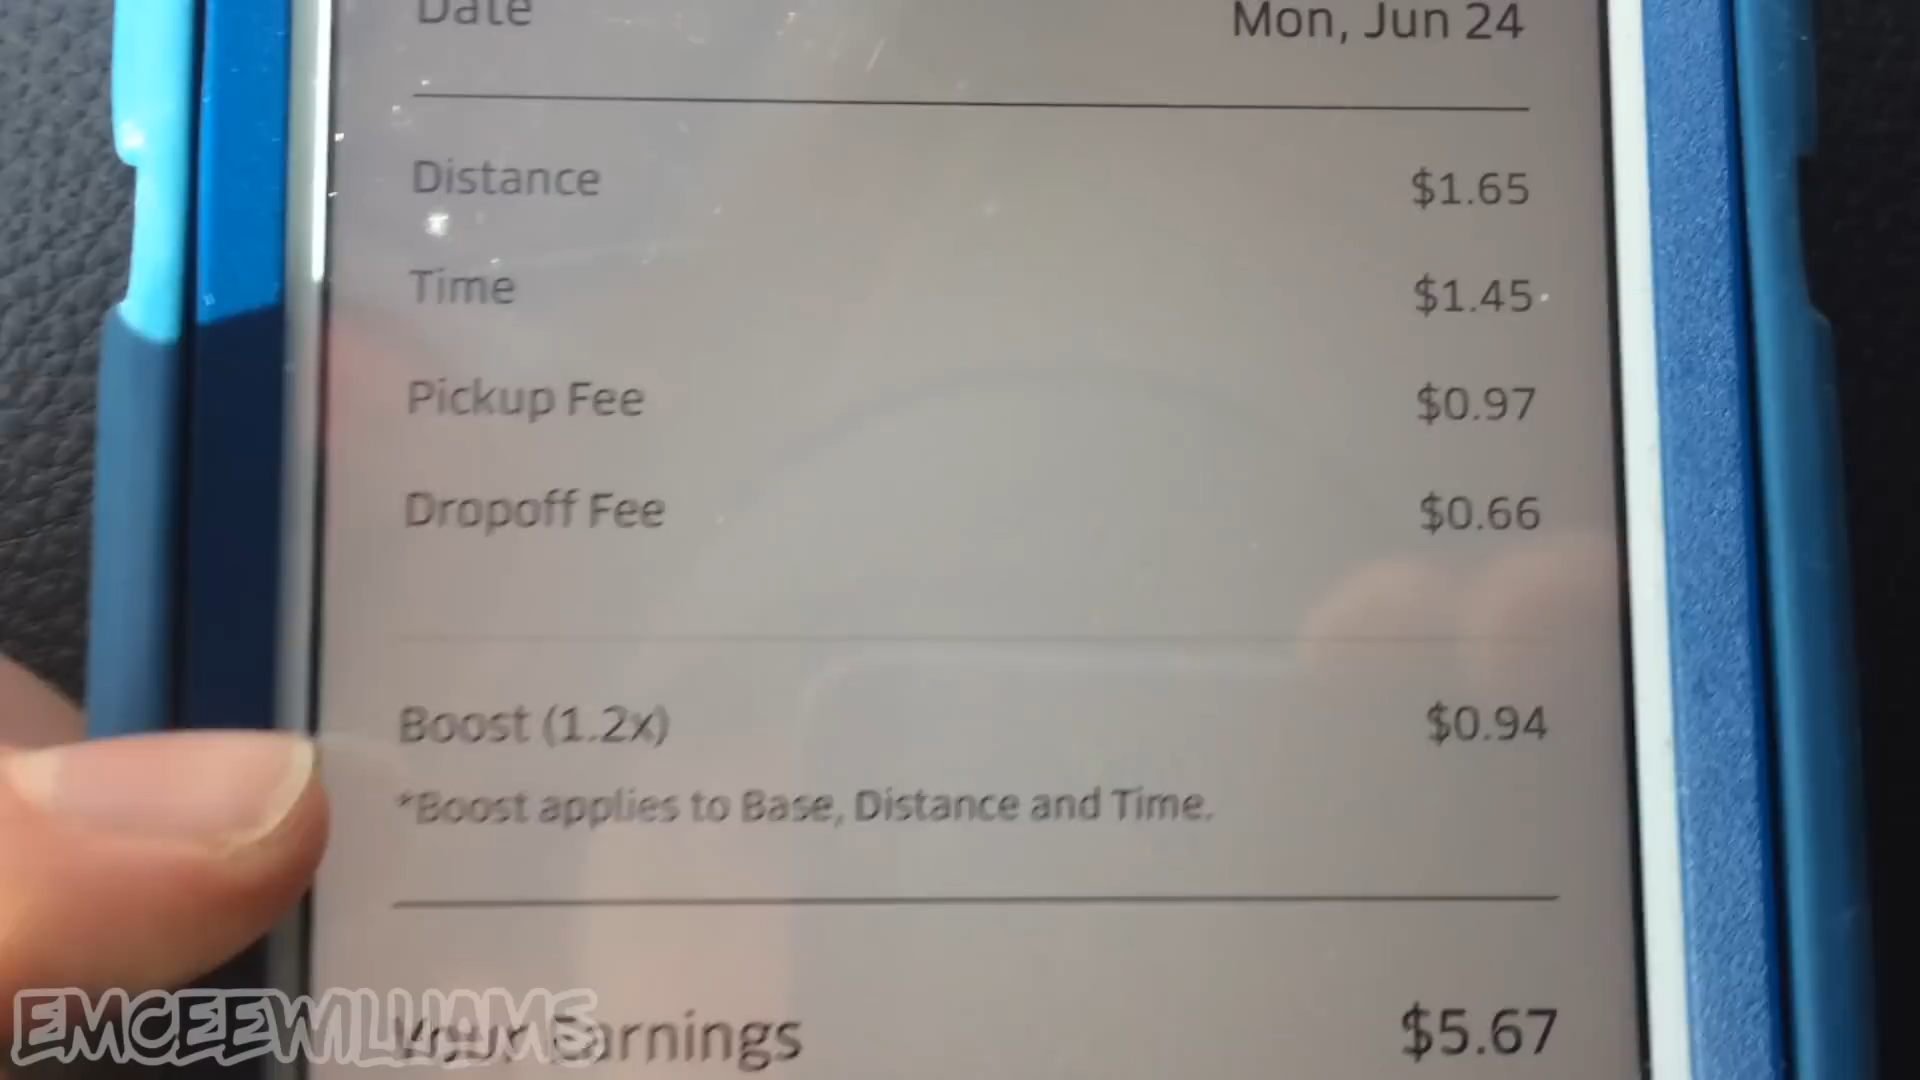 Date Mon, Jun 24
Distance $1.65
Time $1.45
Pickup Fee $0.97
Dropoff Fee $0.66
Boost (1.2x) $0.94
*Boost applies to Base, Distance and Time.
Your Earnings $5.67
EMCEEWILLIAMS